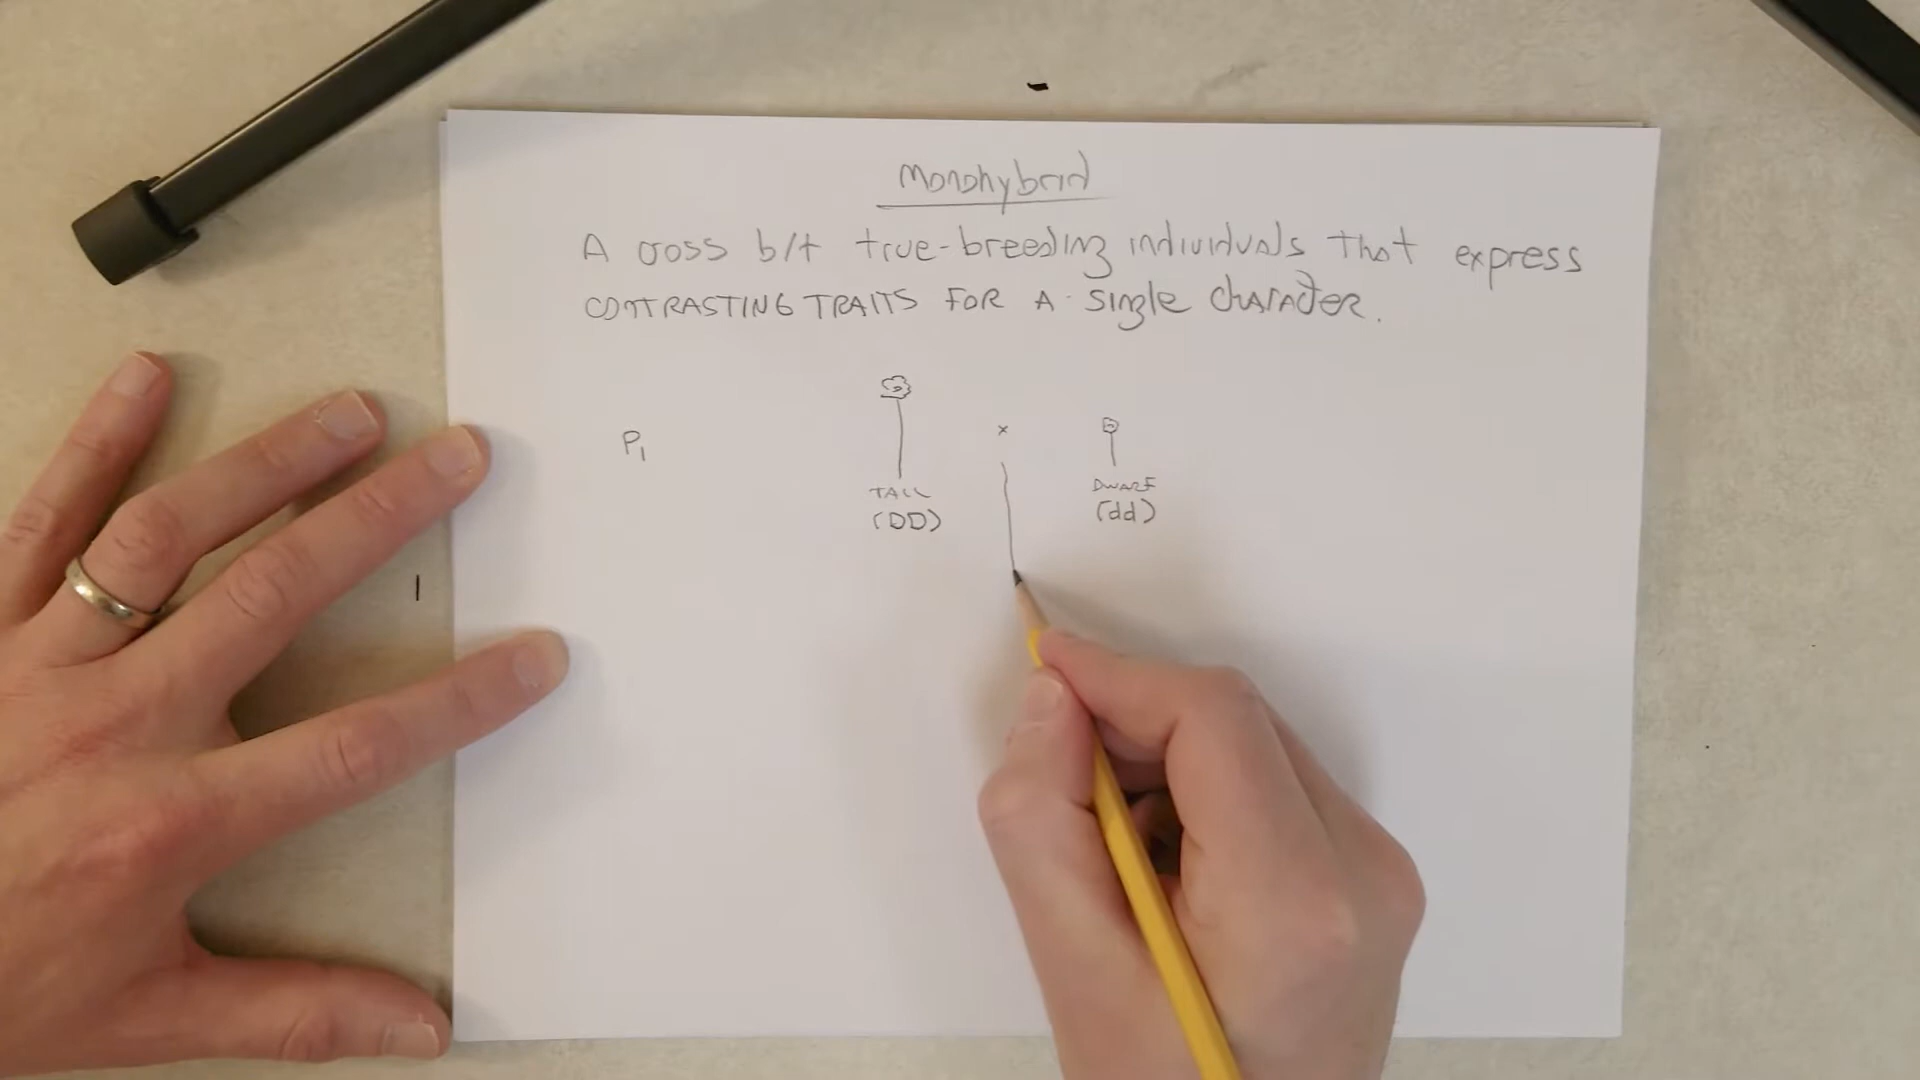 Monohybrid
A cross b/t true-breeding individuals that express
CONTRASTING TRAITS FOR A single CHARACTER.
P1
x
TALL
DWARF
(DD)
(dd)